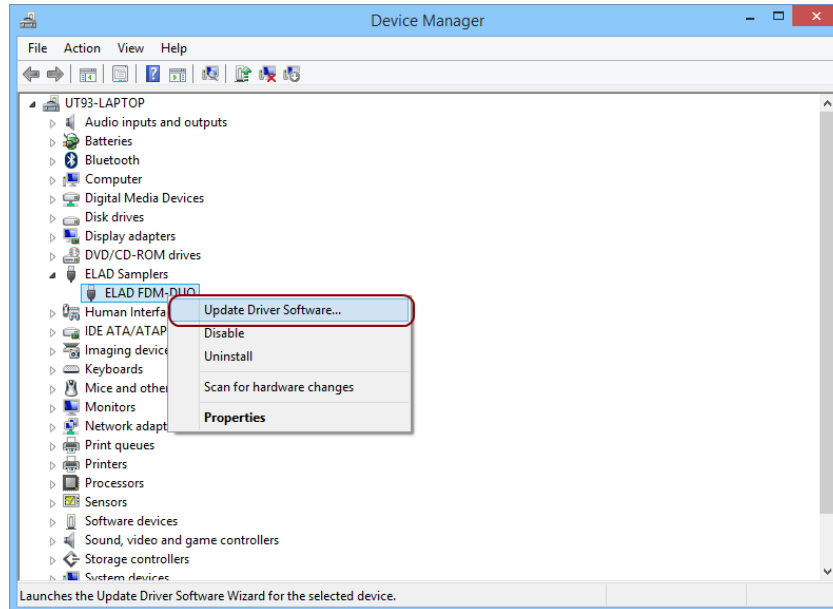 Device Manager
File Action View Help
UT93-LAPTOP
Audio inputs and outputs
Batteries
Bluetooth
Computer
Digital Media Devices
Disk drives
Display adapters
DVD/CD-ROM drives
ELAD Samplers
ELAD FDM-DUO
Update Driver Software...
Disable
Uninstall
Scan for hardware changes
Properties
Human Interfa
IDE ATA/ATAP
Imaging device
Keyboards
Mice and other
Monitors
Network adapt
Print queues
Printers
Processors
Sensors
Software devices
Sound, video and game controllers
Storage controllers
System devices
Launches the Update Driver Software Wizard for the selected device.